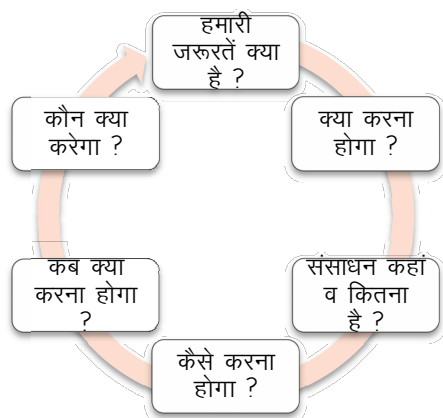 हमारी
जरूरतें क्या
है ?
क्या करना
होगा ?
संसाधन कहां
व कितना
है ?
कैसे करना
होगा ?
कब क्या
करना होगा
?
कौन क्या
करेगा ?